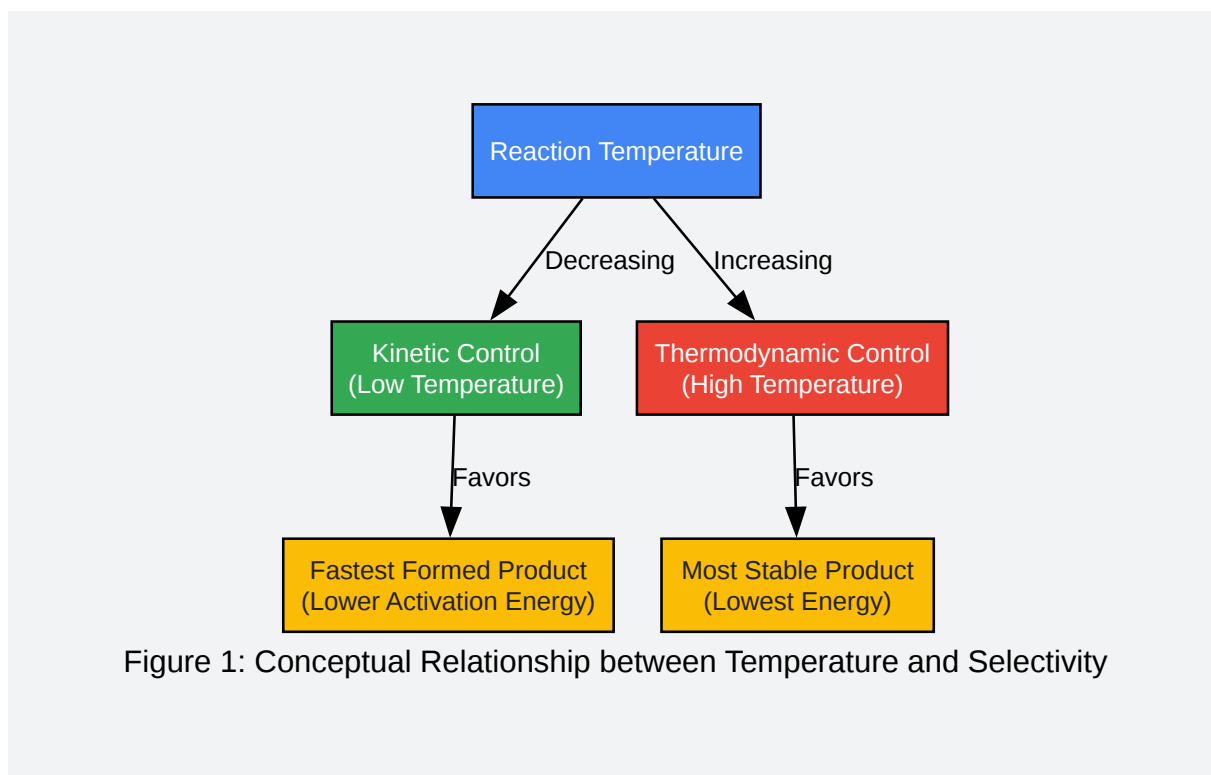 Reaction Temperature
Decreasing
Increasing
Kinetic Control
(Low Temperature)
Thermodynamic Control
(High Temperature)
Favors
Favors
Fastest Formed Product
(Lower Activation Energy)
Most Stable Product
(Lowest Energy)
Figure 1: Conceptual Relationship between Temperature and Selectivity